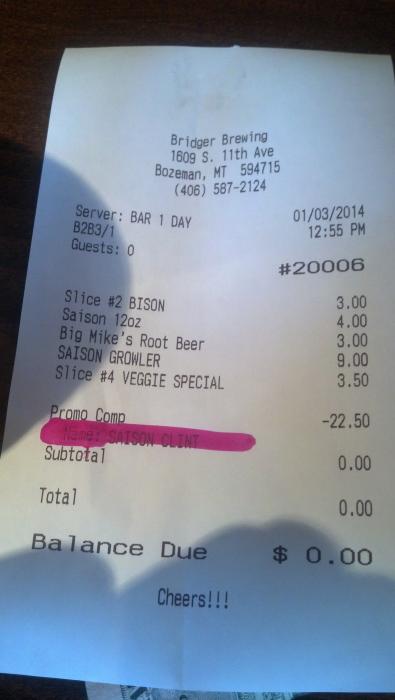 Bridger Brewing
1609 S. 11th Ave
Bozeman, MT 594715
(406) 587-2124
Server: BAR 1 DAY 01/03/2014
B2B3/1 12:55 PM
Guests: 0
#20006
Slice #2 BISON 3.00
Saison 12oz 4.00
Big Mike's Root Beer 3.00
SAISON GROWLER 9.00
Slice #4 VEGGIE SPECIAL 3.50
Promo Comp -22.50
Name: SAISON CLINT
Subtotal 0.00
Total 0.00
Balance Due $ 0.00
Cheers!!!